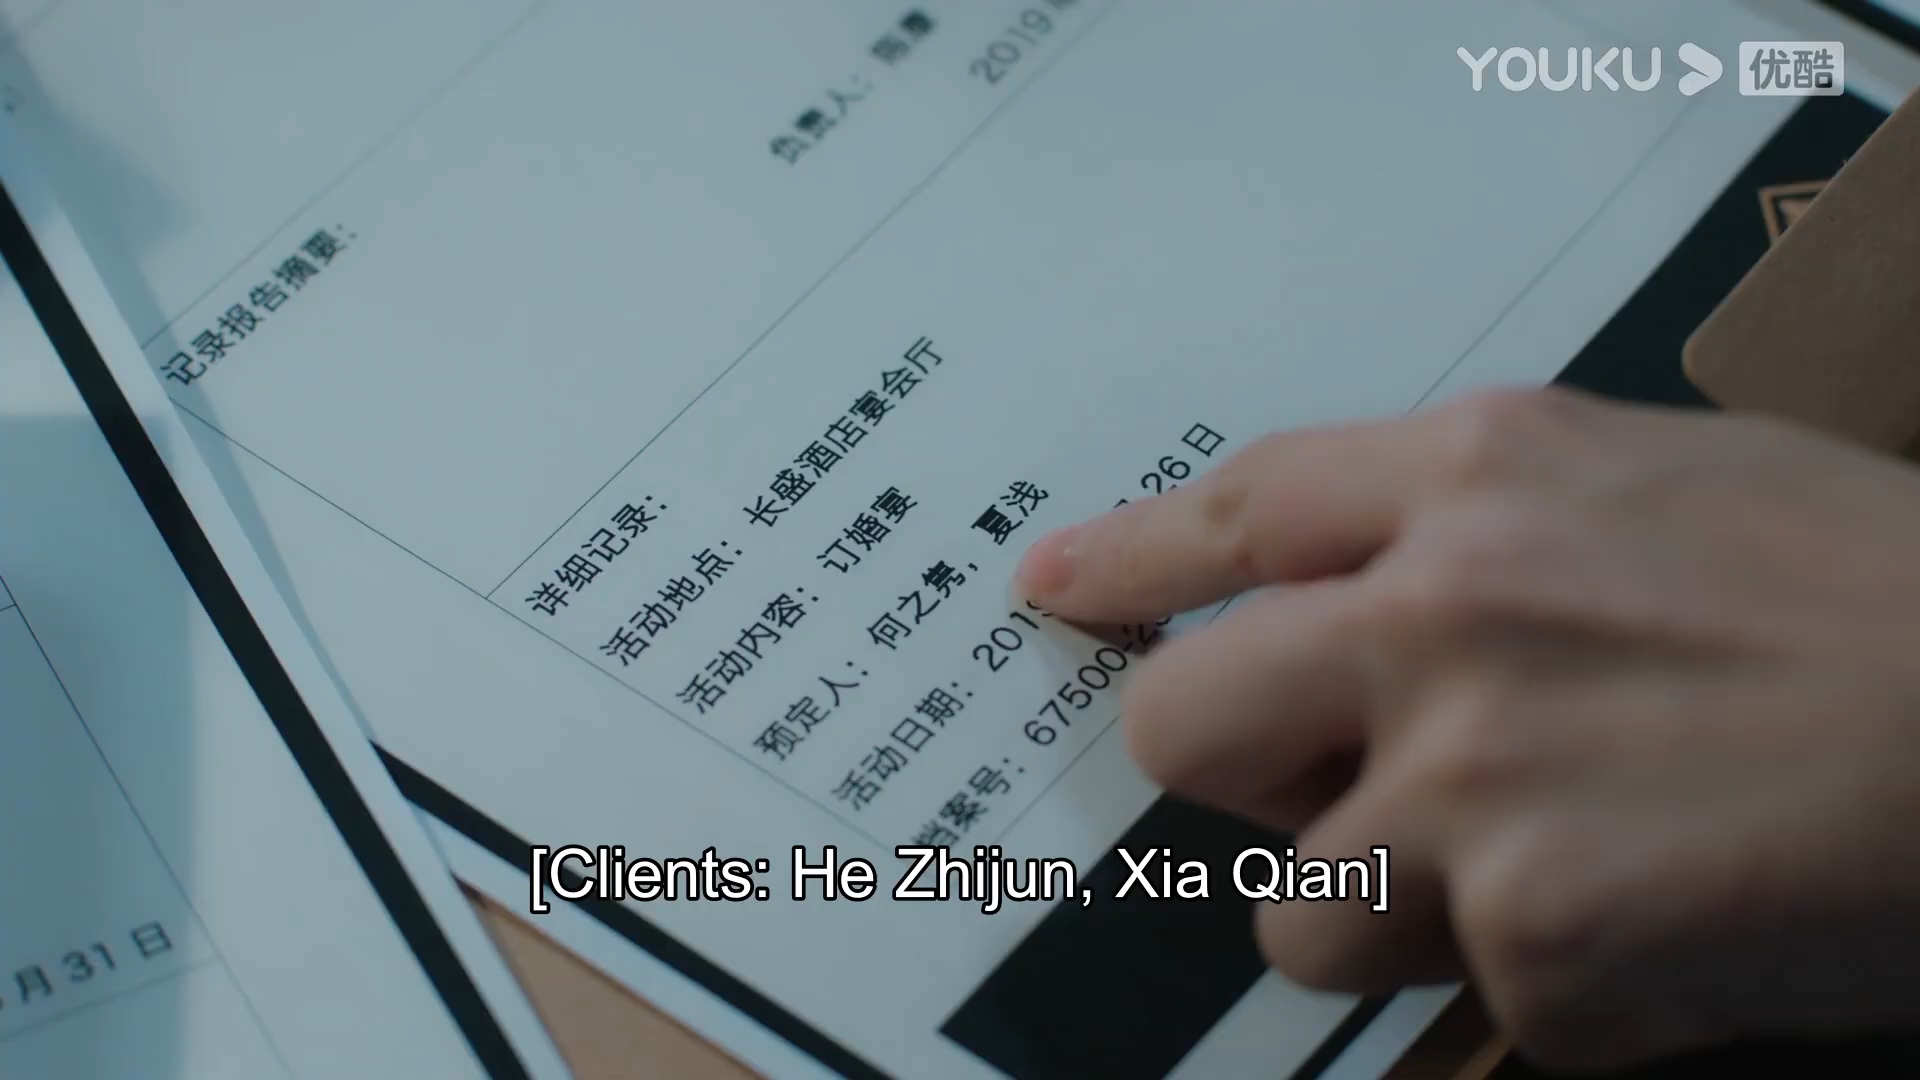 YOUKU 优酷
负责人：
2019
记录报告摘要：
详细记录：
活动地点：长盛酒店宴会厅
活动内容：订婚宴
预定人：何之隽，夏浅
活动日期：2019 26日
档案号：67500-
月31日
[Clients: He Zhijun, Xia Qian]